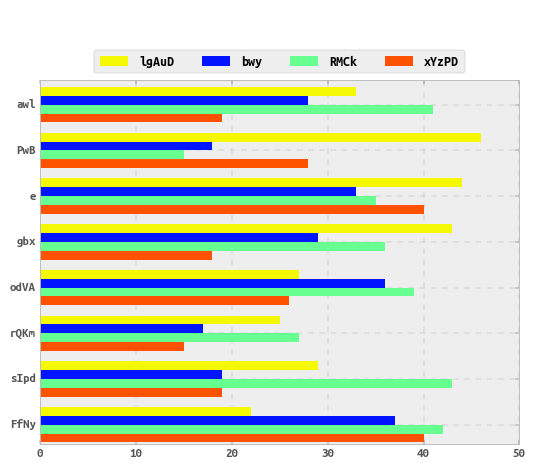 lgAuD bwy RMCk xYzPD
awl
PwB
e
gbx
odVA
rQKm
sIpd
FfNy
0 10 20 30 40 50